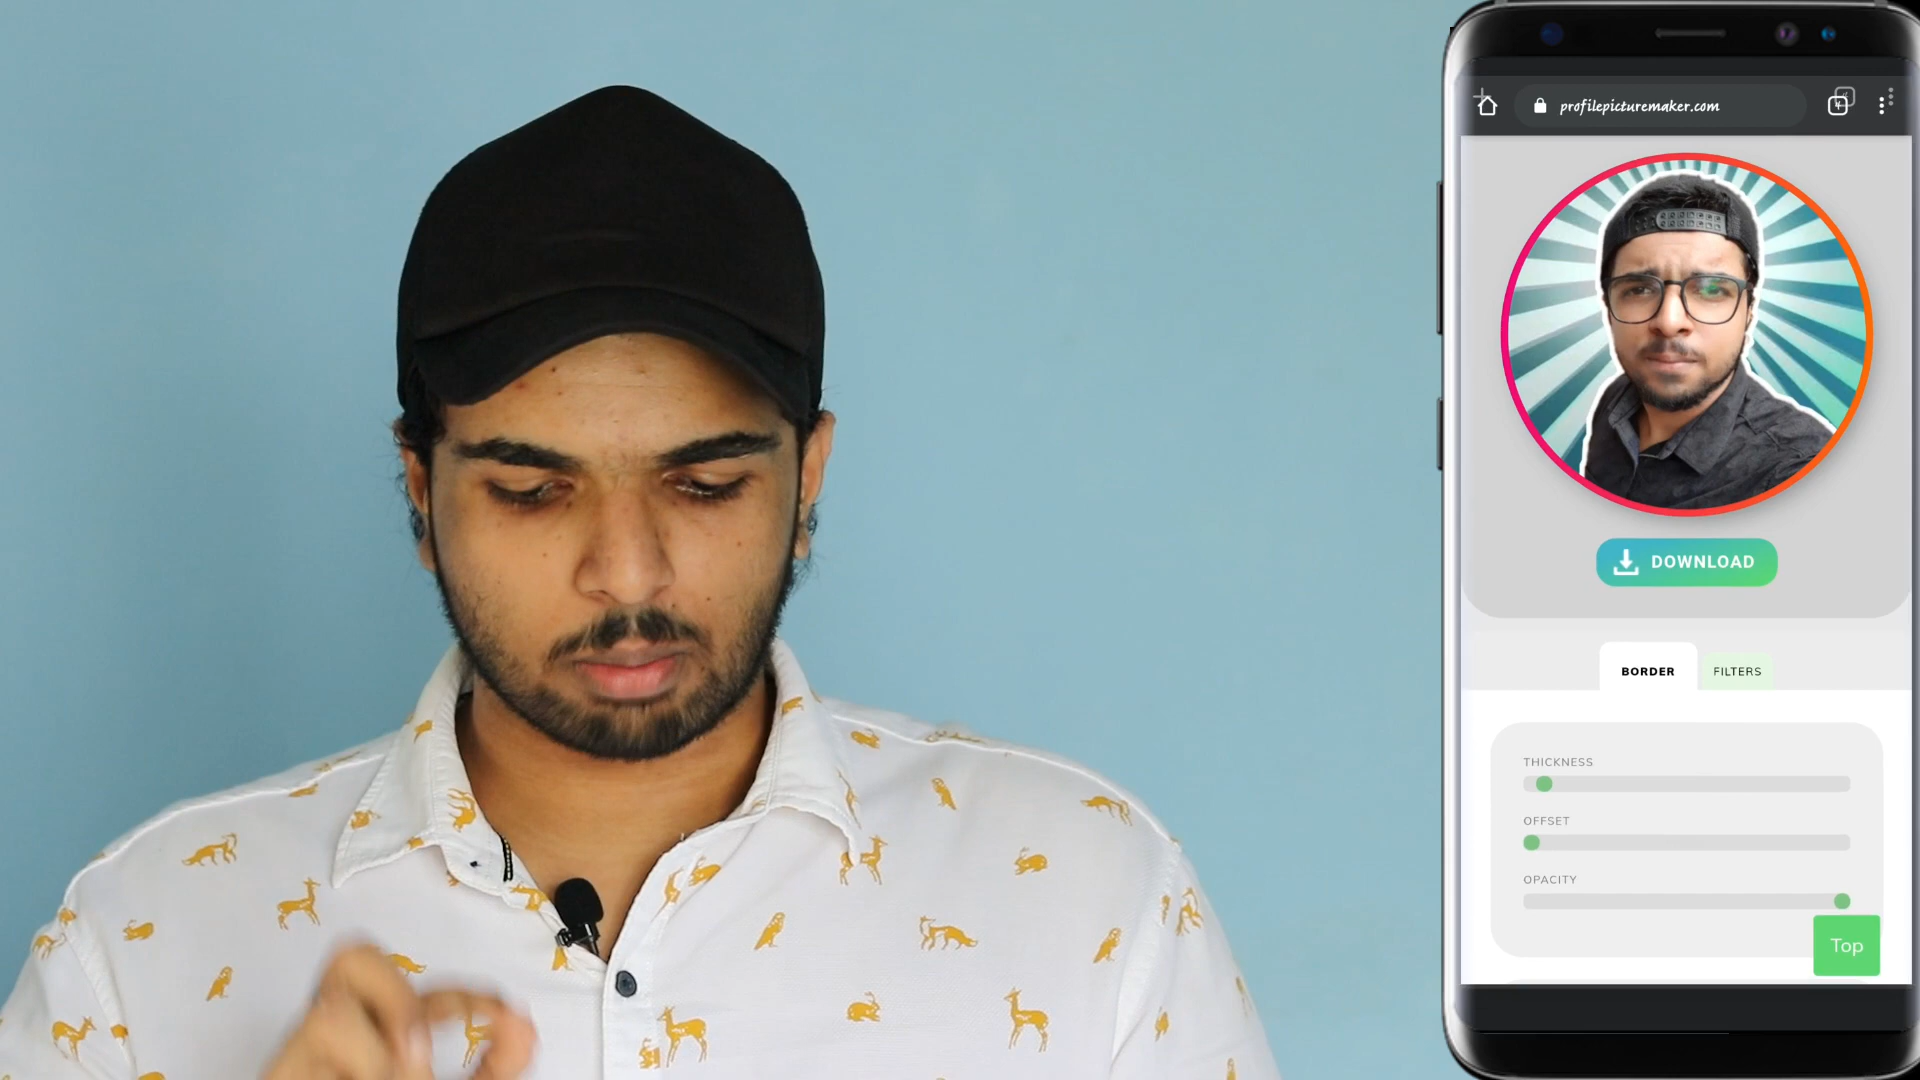 profilepicturemaker.com
DOWNLOAD
BORDER
FILTERS
THICKNESS
OFFSET
OPACITY
Top